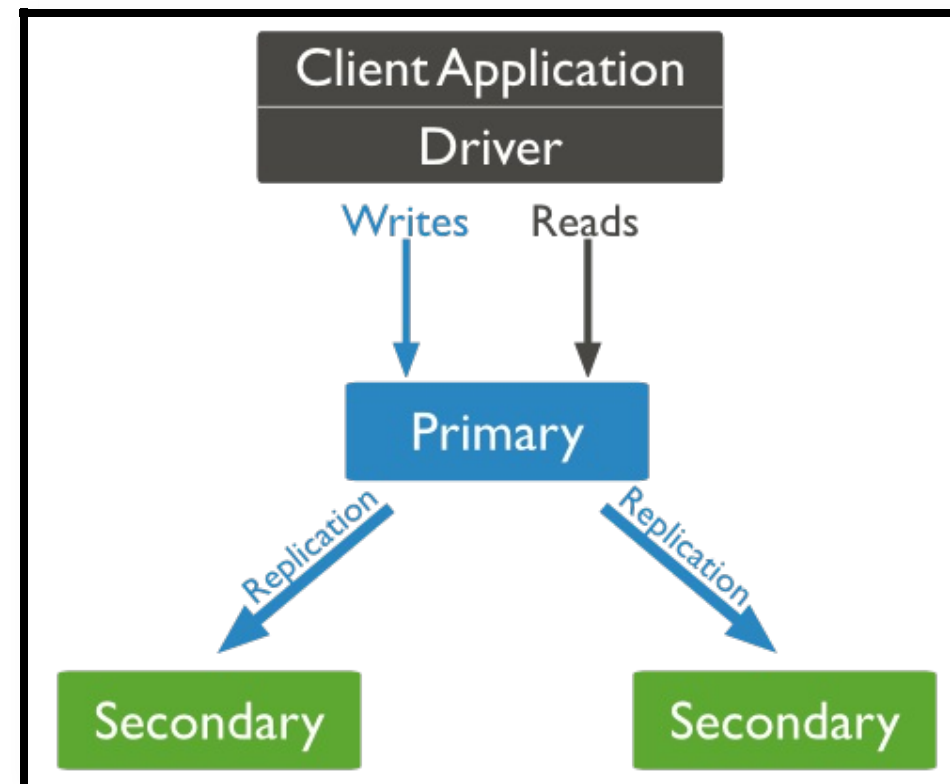 Client Application
Driver
Writes
Reads
Primary
Replication
Replication
Secondary
Secondary